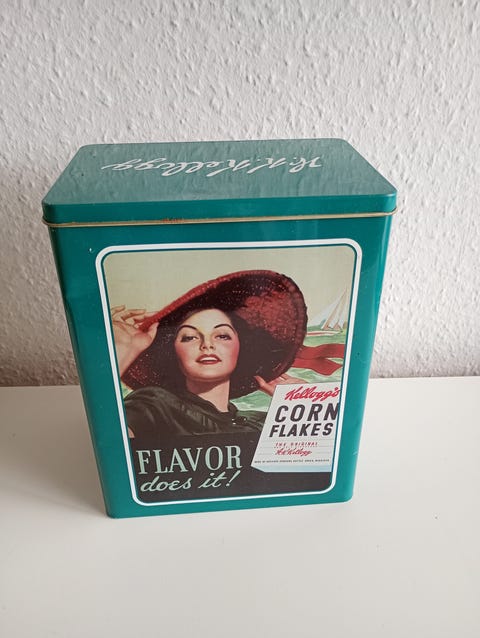 W.K. Kellogg
Kellogg's
CORN
FLAKES
THE ORIGINAL
W.K. Kellogg
FLAVOR
does it!